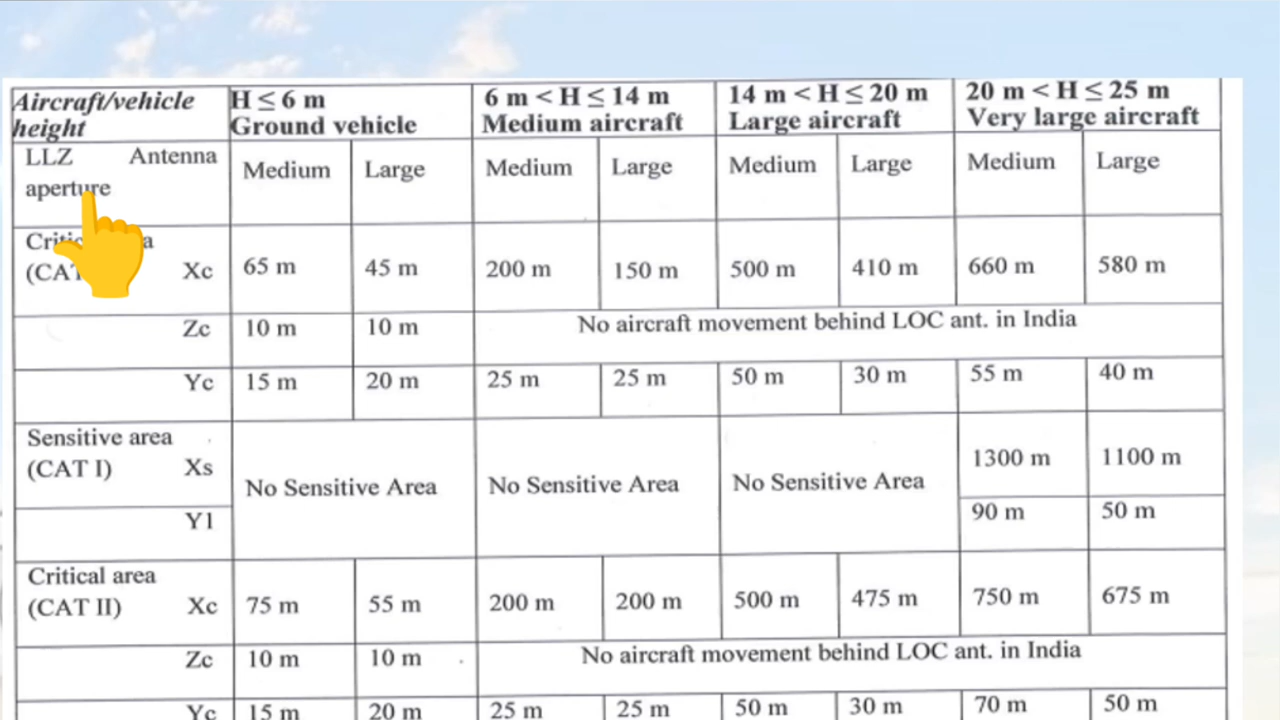 Aircraft/vehicle height H ≤ 6 m Ground vehicle 6 m < H ≤ 14 m Medium aircraft 14 m < H ≤ 20 m Large aircraft 20 m < H ≤ 25 m Very large aircraft
LLZ Antenna aperture Medium Large Medium Large Medium Large Medium Large
Xc 65 m 45 m 200 m 150 m 500 m 410 m 660 m 580 m
Zc 10 m 10 m No aircraft movement behind LOC ant. in India
Yc 15 m 20 m 25 m 25 m 50 m 30 m 55 m 40 m
Sensitive area
(CAT I) Xs No Sensitive Area No Sensitive Area No Sensitive Area 1300 m 1100 m
Y1 90 m 50 m
Critical area
(CAT II) Xc 75 m 55 m 200 m 200 m 500 m 475 m 750 m 675 m
Zc 10 m 10 m No aircraft movement behind LOC ant. in India
Yc 15 m 20 m 25 m 25 m 50 m 30 m 70 m 50 m